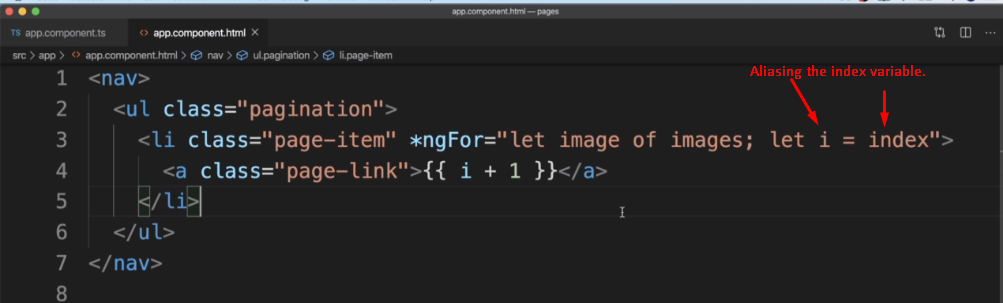 app.component.html — pages
TS app.component.ts <> app.component.html ×
src > app > <> app.component.html > nav > ul.pagination > li.page-item
Aliasing the index variable.
1 <nav>
2 <ul class="pagination">
3 <li class="page-item" *ngFor="let image of images; let i = index">
4 <a class="page-link">{{ i + 1 }}</a>
5 </li>
6 </ul>
7 </nav>
8